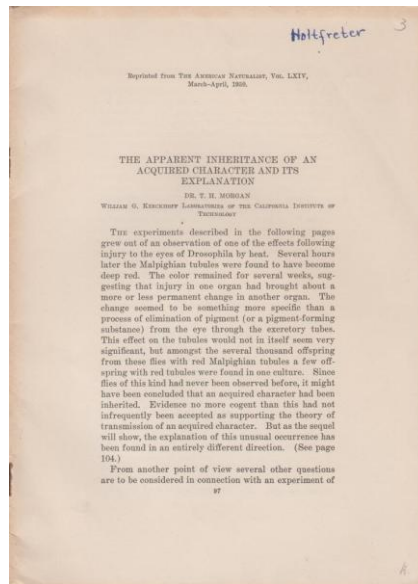 Holtfreter
3
Reprinted from THE AMERICAN NATURALIST, VOL. LXIV,
March-April, 1930.
THE APPARENT INHERITANCE OF AN
ACQUIRED CHARACTER AND ITS
EXPLANATION
DR. T. H. MORGAN
WILLIAM G. KERCKHOFF LABORATORIES OF THE CALIFORNIA INSTITUTE OF
TECHNOLOGY
THE experiments described in the following pages
grew out of an observation of one of the effects following
injury to the eyes of Drosophila by heat. Several hours
later the Malpighian tubules were found to have become
deep red. The color remained for several weeks, sug-
gesting that injury in one organ had brought about a
more or less permanent change in another organ. The
change seemed to be something more specific than a
process of elimination of pigment (or a pigment-forming
substance) from the eye through the excretory tubes.
This effect on the tubules would not in itself seem very
significant, but amongst the several thousand offspring
from these flies with red Malpighian tubules a few off-
spring with red tubules were found in one culture. Since
flies of this kind had never been observed before, it might
have been concluded that an acquired character had been
inherited. Evidence no more cogent than this had not
infrequently been accepted as supporting the theory of
transmission of an acquired character. But as the sequel
will show, the explanation of this unusual occurrence has
been found in an entirely different direction. (See page
104.)
From another point of view several other questions
are to be considered in connection with an experiment of
97